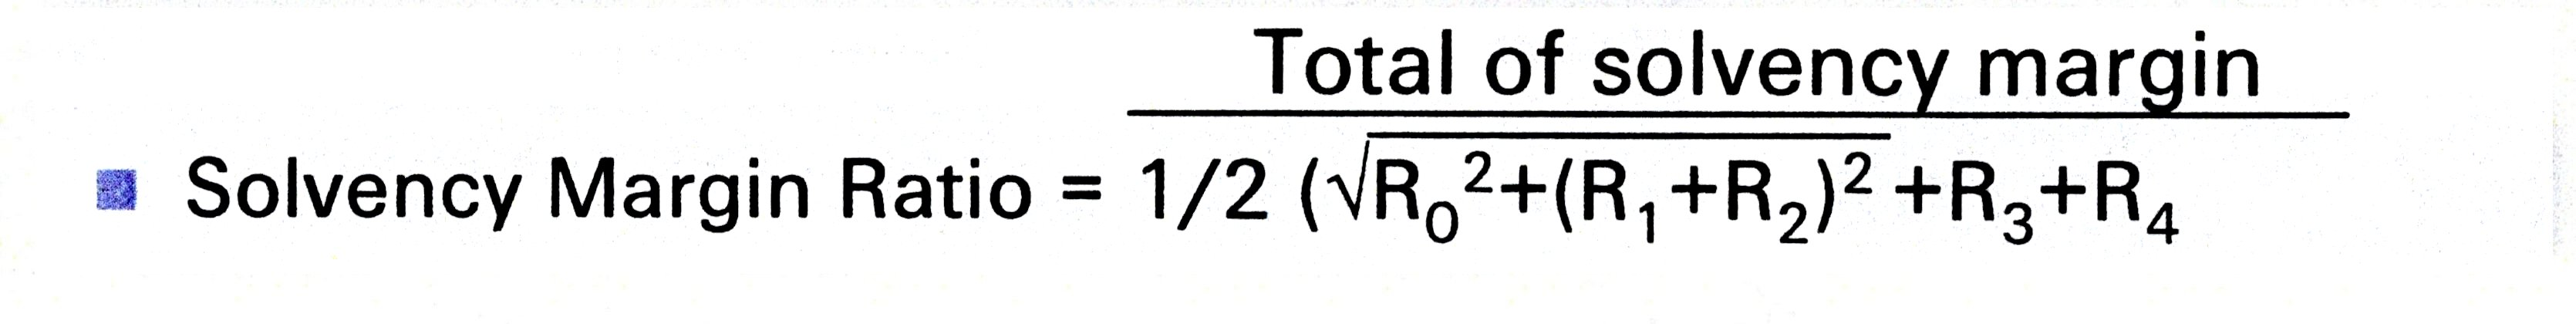 Total of solvency margin
■ Solvency Margin Ratio = 1/2 (√R₀²+(R₁+R₂)² +R₃+R₄